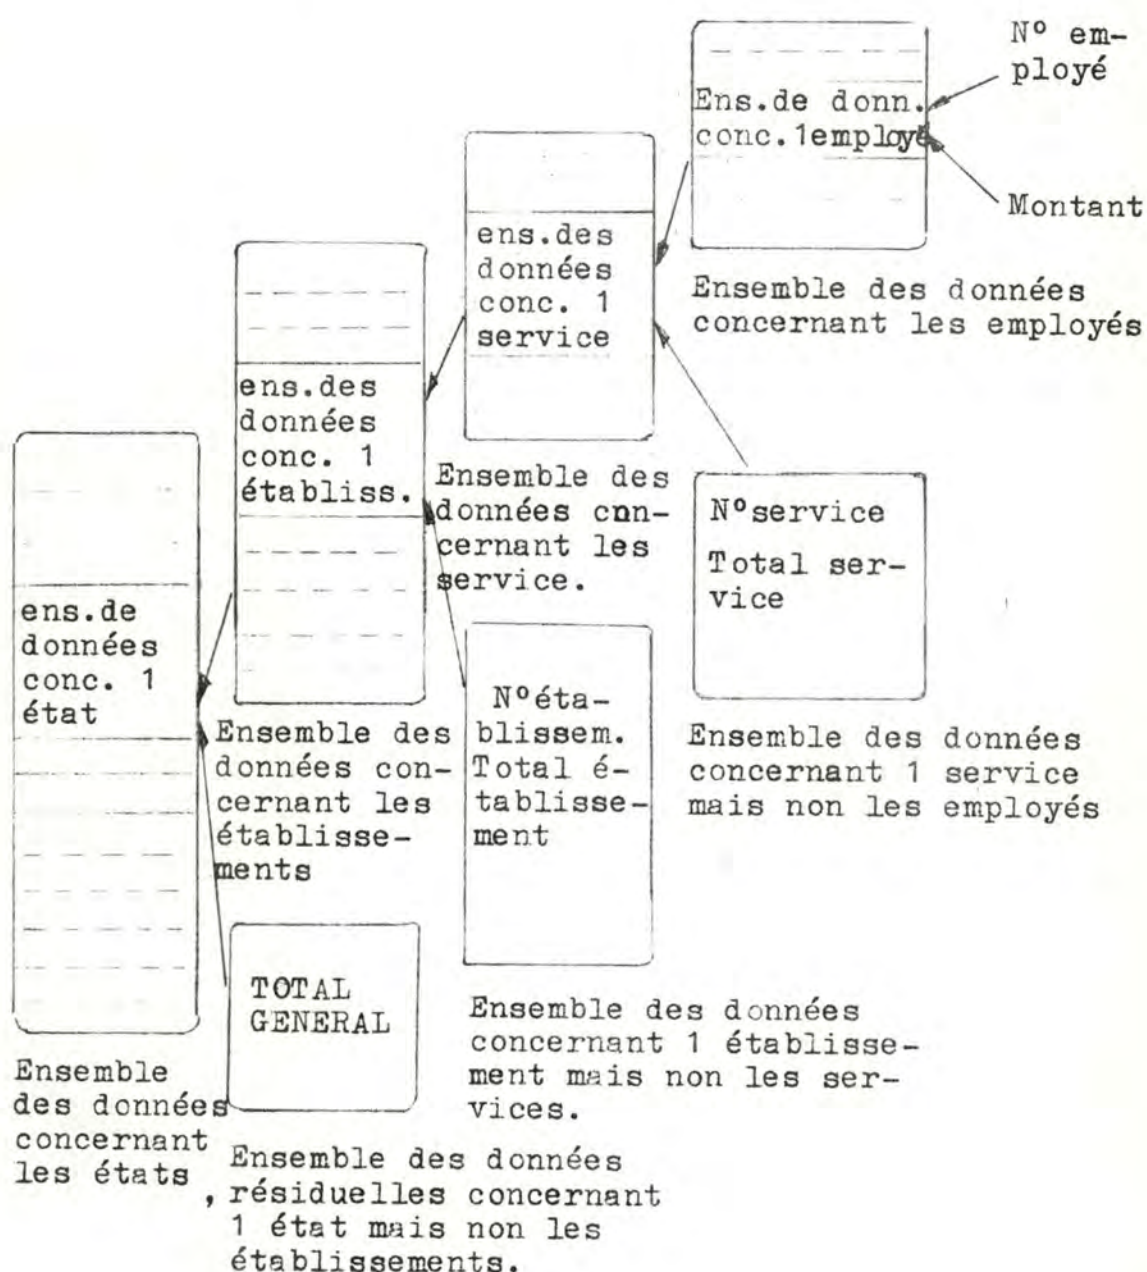 N° em-
ployé
Ens.de donn.
conc.1employé
Montant
Ensemble des données
concernant les employés
ens.des
données
conc. 1
service
Ensemble des
données cnn-
cernant les
service.
N°service
Total ser-
vice
Ensemble des données
concernant 1 service
mais non les employés
ens.des
données
conc. 1
établiss.
Ensemble des
données con-
cernant les
établisse-
ments
N°éta-
blissem.
Total é-
tablisse-
ment
Ensemble des données
concernant 1 établisse-
ment mais non les ser-
vices.
ens.de
données
conc. 1
état
Ensemble
des données
concernant
les états
TOTAL
GENERAL
Ensemble des données
, résiduelles concernant
1 état mais non les
établissements.